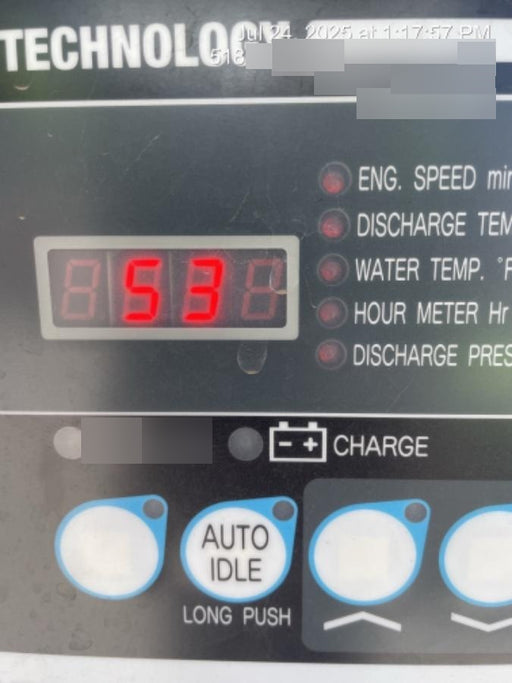 TECHNOLOGY
Jul 24, 2025 at 1:17:57 PM
518
ENG. SPEED min
DISCHARGE TEM
53
WATER TEMP. °F
HOUR METER Hr
DISCHARGE PRES
- + CHARGE
AUTO
IDLE
LONG PUSH